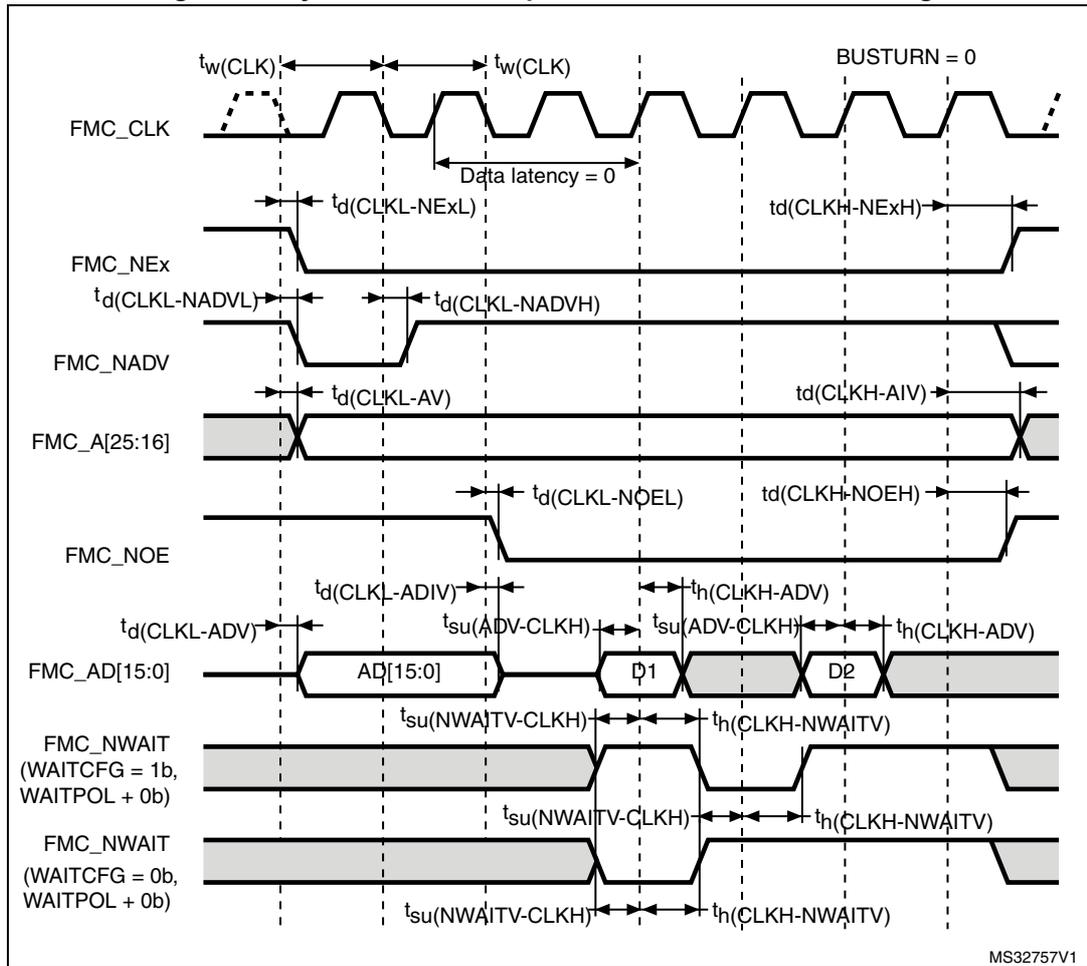 tw(CLK) tw(CLK) BUSTURN = 0
FMC_CLK
Data latency = 0
td(CLKL-NExL) td(CLKH-NExH)
FMC_NEx
td(CLKL-NADVL) td(CLKL-NADVH)
FMC_NADV
td(CLKL-AV) td(CLKH-AIV)
FMC_A[25:16]
td(CLKL-NOEL) td(CLKH-NOEH)
FMC_NOE
td(CLKL-ADIV) th(CLKH-ADV)
td(CLKL-ADV) tsu(ADV-CLKH) tsu(ADV-CLKH) th(CLKH-ADV)
FMC_AD[15:0] AD[15:0] D1 D2
tsu(NWAITV-CLKH) th(CLKH-NWAITV)
FMC_NWAIT
(WAITCFG = 1b,
WAITPOL + 0b)
tsu(NWAITV-CLKH) th(CLKH-NWAITV)
FMC_NWAIT
(WAITCFG = 0b,
WAITPOL + 0b)
tsu(NWAITV-CLKH) th(CLKH-NWAITV)
MS32757V1